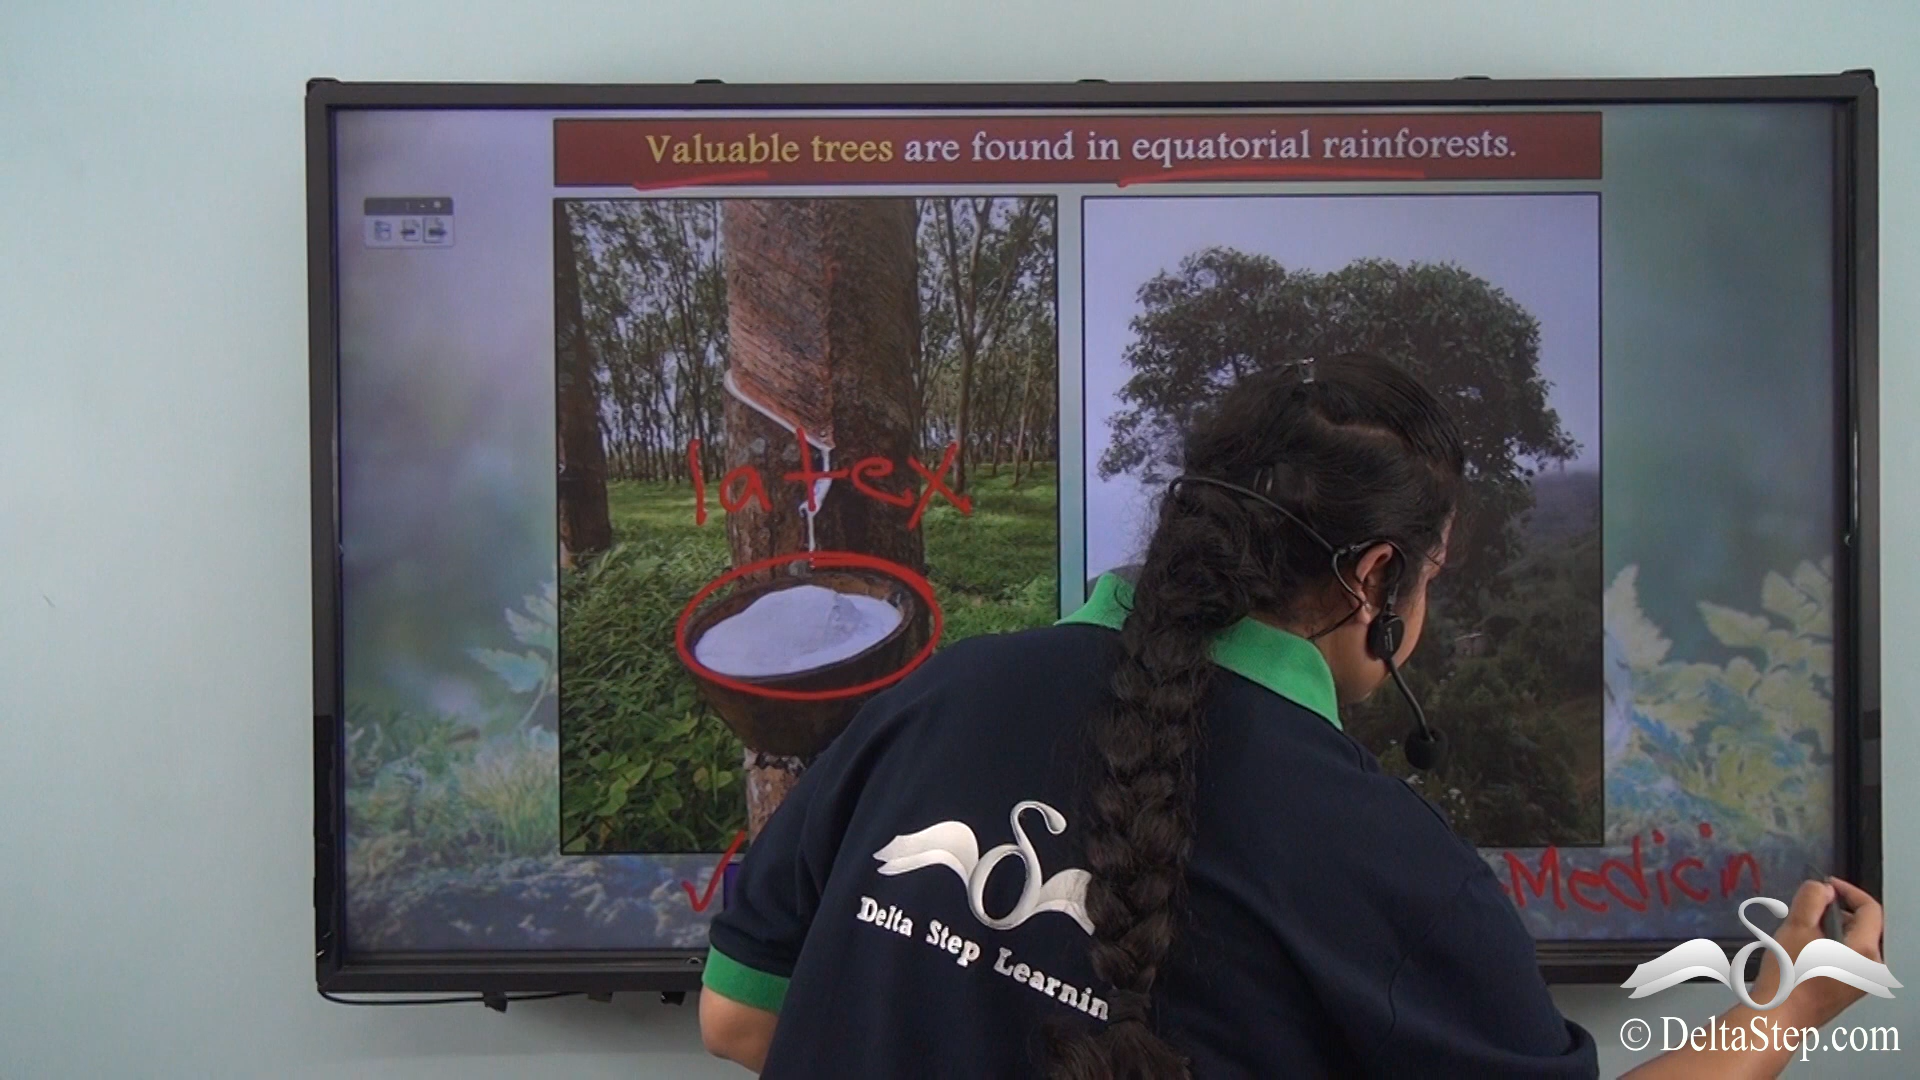 Valuable trees are found in equatorial rainforests.
latex
Medicin
Delta Step Learnin
© DeltaStep.com